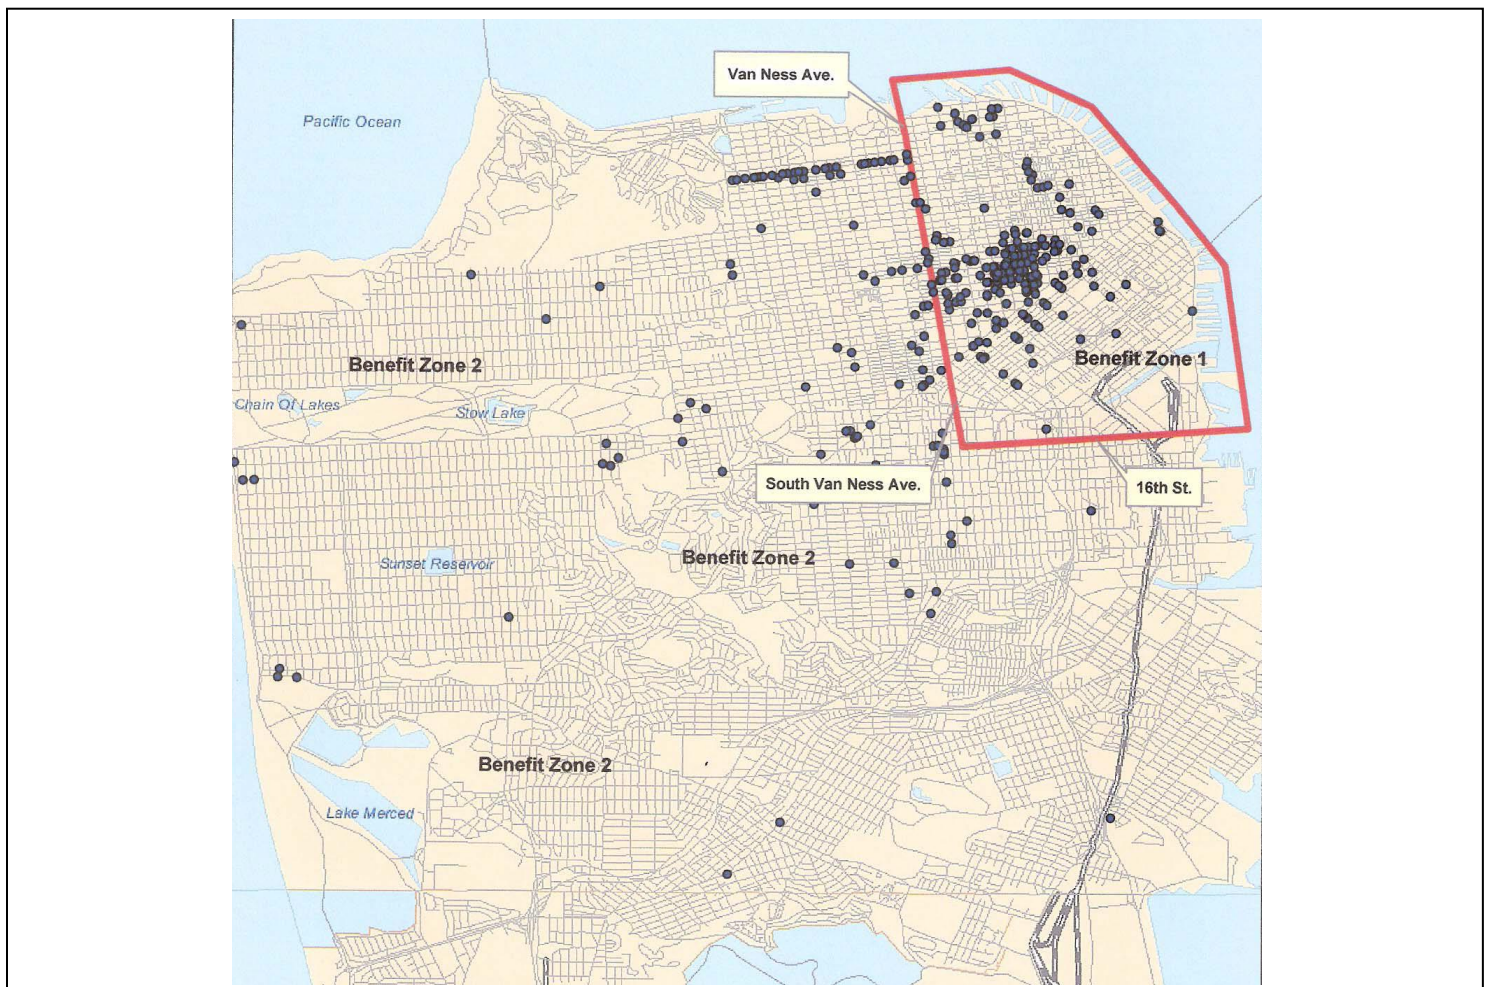 Van Ness Ave.
Pacific Ocean
Benefit Zone 1
Benefit Zone 2
Chain Of Lakes
Stow Lake
South Van Ness Ave.
16th St.
Benefit Zone 2
Sunset Reservoir
Benefit Zone 2
Lake Merced